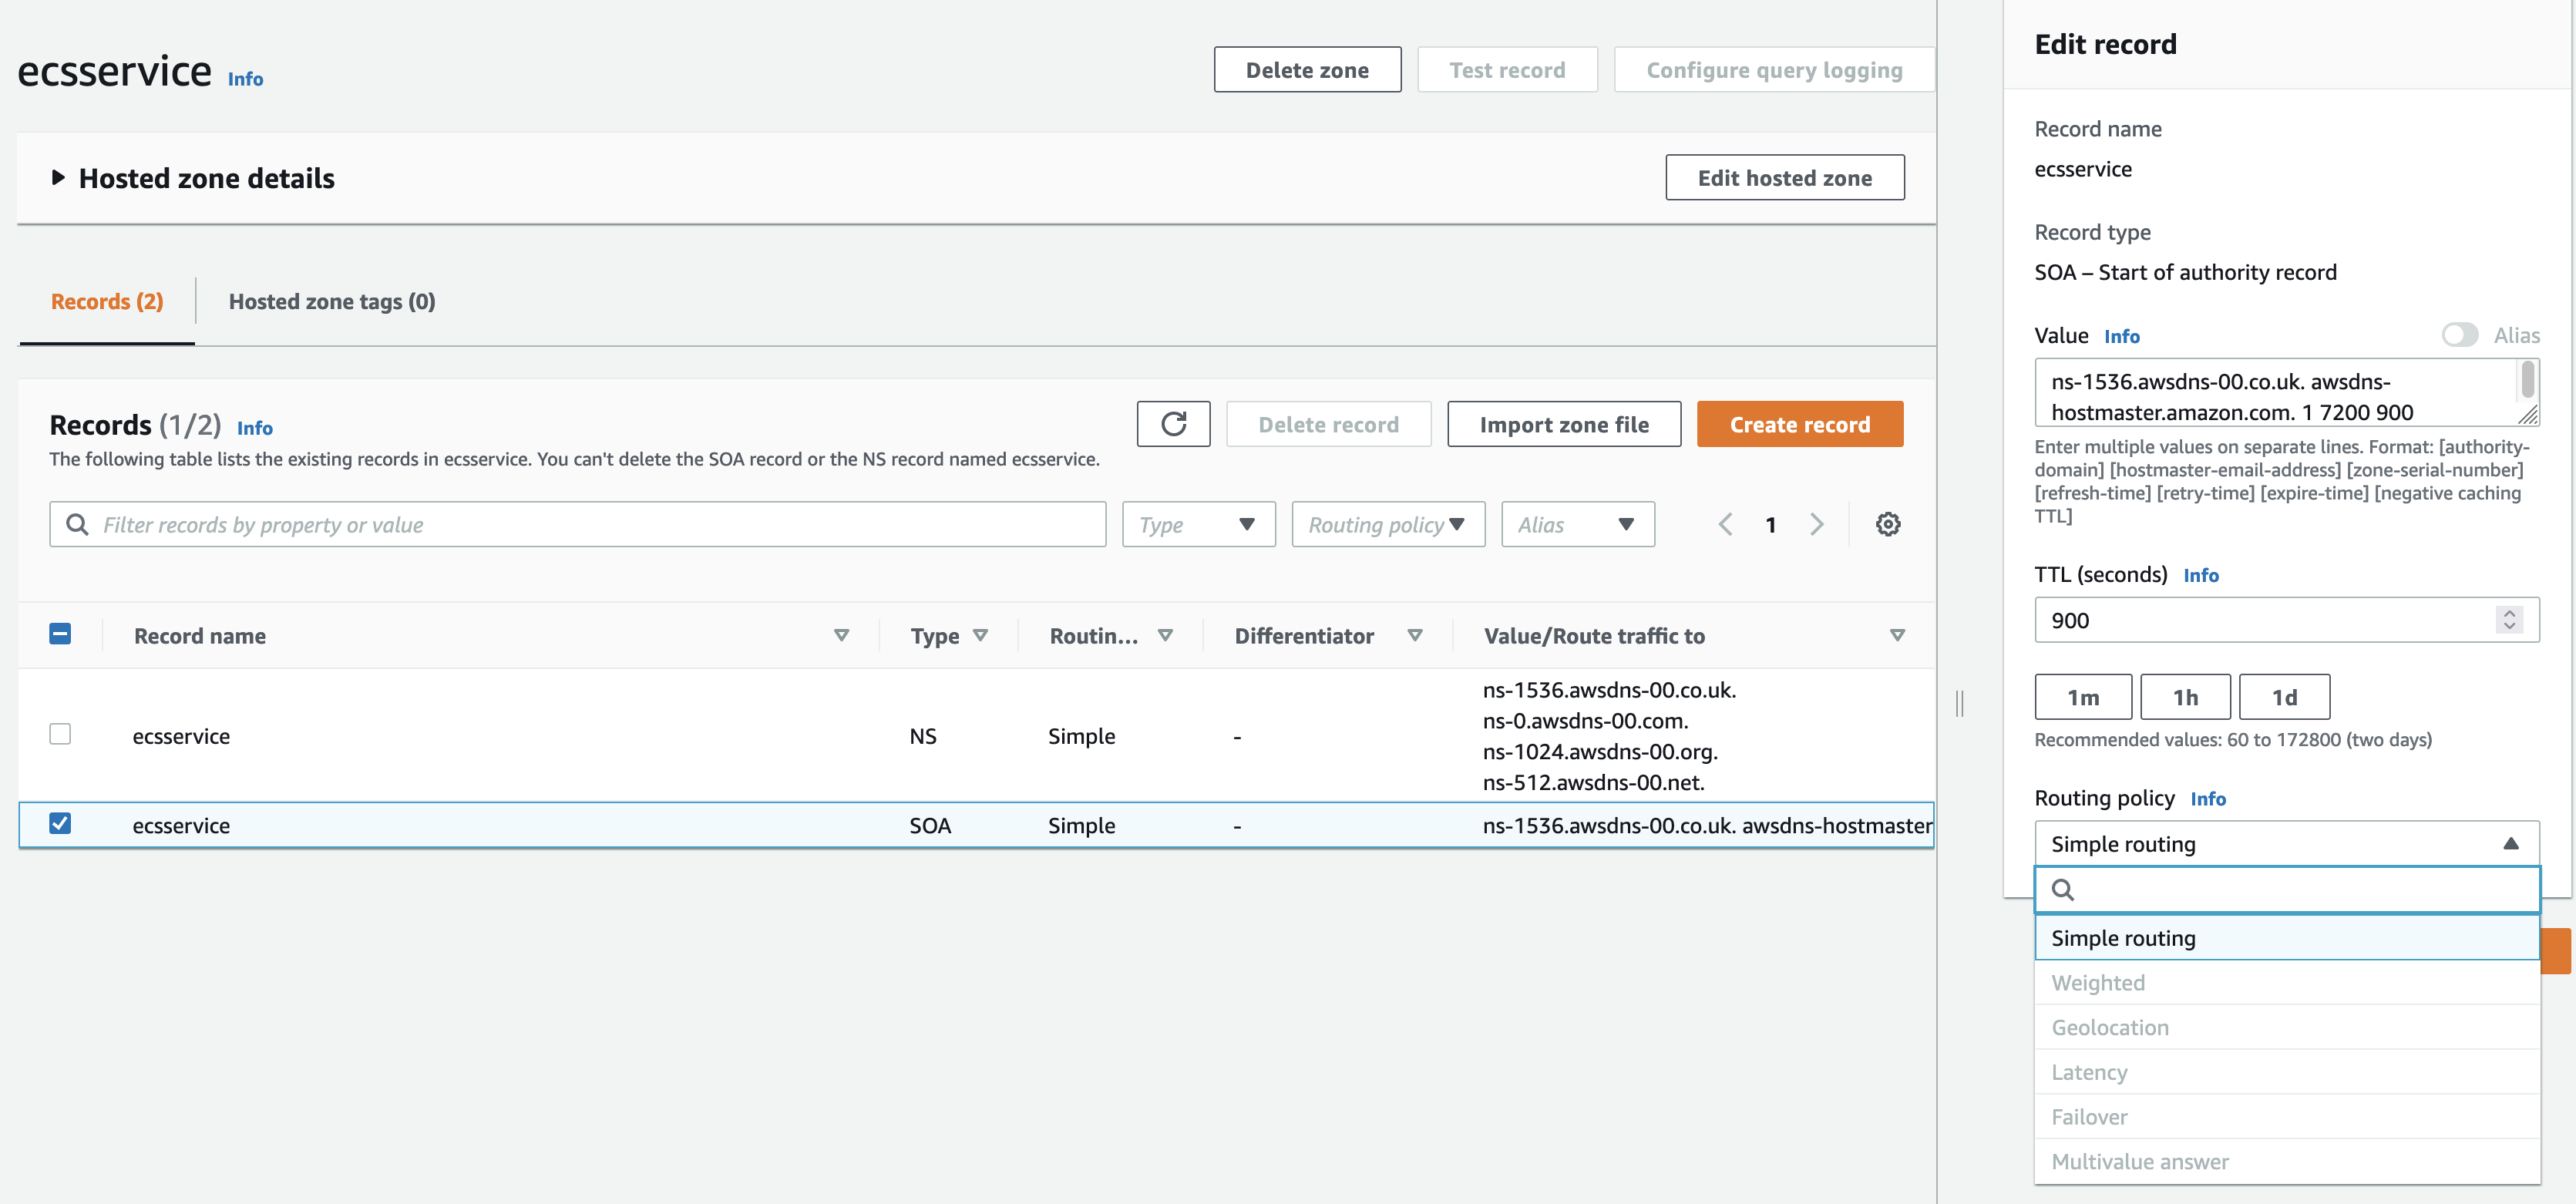 ecsservice Info
Delete zone
Test record
Configure query logging
Hosted zone details
Edit hosted zone
Records (2)
Hosted zone tags (0)
Records (1/2) Info
Delete record
Import zone file
Create record
The following table lists the existing records in ecsservice. You can't delete the SOA record or the NS record named ecsservice.
Filter records by property or value
Type
Routing policy
Alias
1
Record name
Type
Routin...
Differentiator
Value/Route traffic to
ecsservice
NS
Simple
-
ns-1536.awsdns-00.co.uk.
ns-0.awsdns-00.com.
ns-1024.awsdns-00.org.
ns-512.awsdns-00.net.
ecsservice
SOA
Simple
-
ns-1536.awsdns-00.co.uk. awsdns-hostmaster
Edit record
Record name
ecsservice
Record type
SOA – Start of authority record
Value Info
Alias
ns-1536.awsdns-00.co.uk. awsdns-
hostmaster.amazon.com. 1 7200 900
Enter multiple values on separate lines. Format: [authority-
domain] [hostmaster-email-address] [zone-serial-number]
[refresh-time] [retry-time] [expire-time] [negative caching
TTL]
TTL (seconds) Info
900
1m
1h
1d
Recommended values: 60 to 172800 (two days)
Routing policy Info
Simple routing
Simple routing
Weighted
Geolocation
Latency
Failover
Multivalue answer